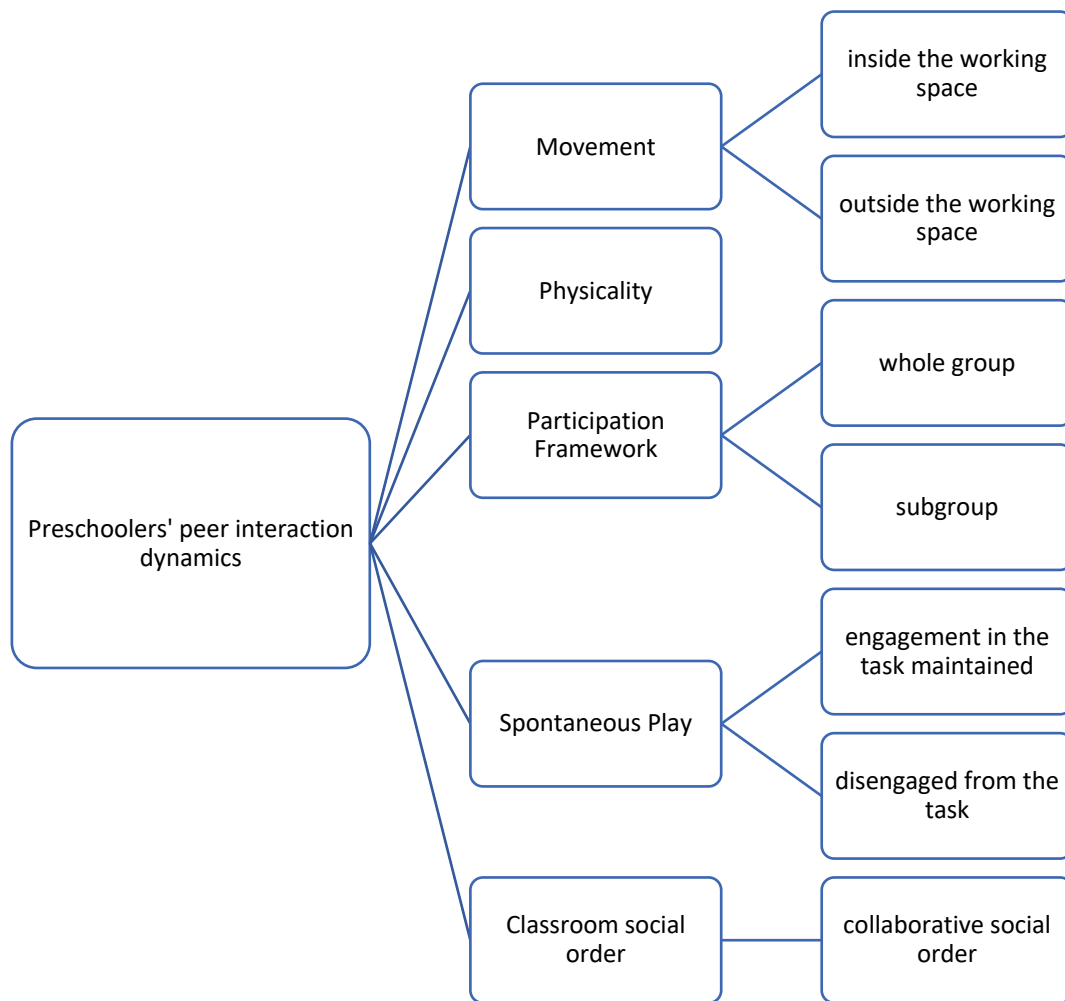 Preschoolers' peer interaction
dynamics
Movement
inside the working
space
outside the working
space
Physicality
Participation
Framework
whole group
subgroup
Spontaneous Play
engagement in the
task maintained
disengaged from the
task
Classroom social
order
collaborative social
order